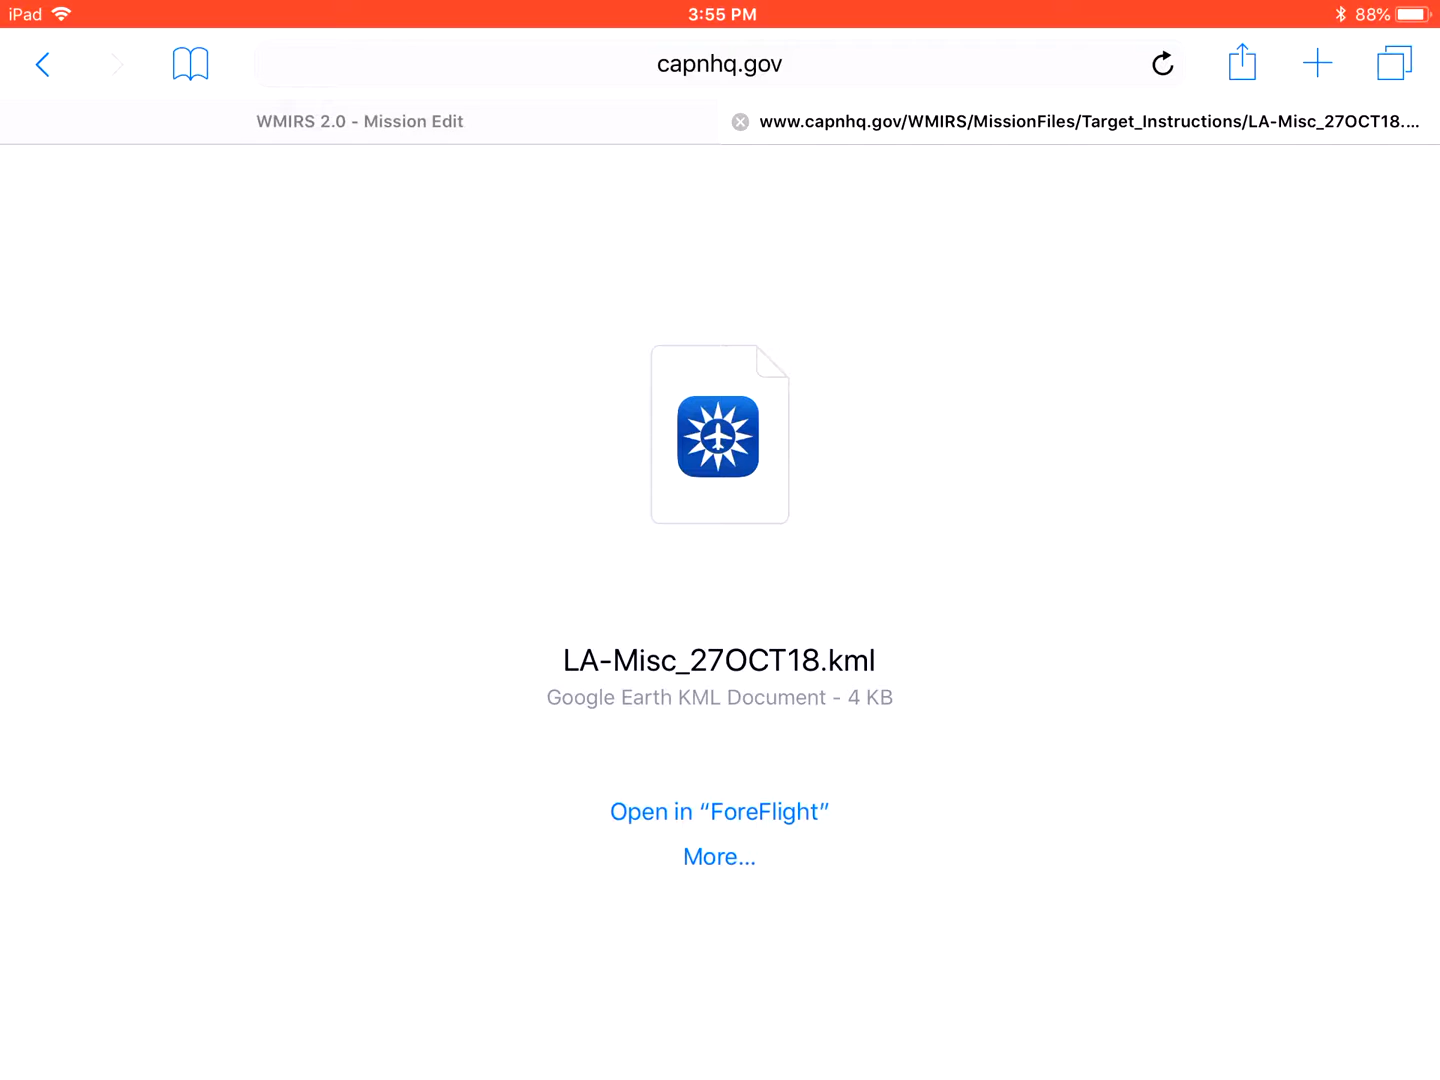 iPad
3:55 PM
88%
capnhq.gov
WMIRS 2.0 - Mission Edit
www.capnhq.gov/WMIRS/MissionFiles/Target_Instructions/LA-Misc_27OCT18....
LA-Misc_27OCT18.kml
Google Earth KML Document - 4 KB
Open in “ForeFlight”
More...